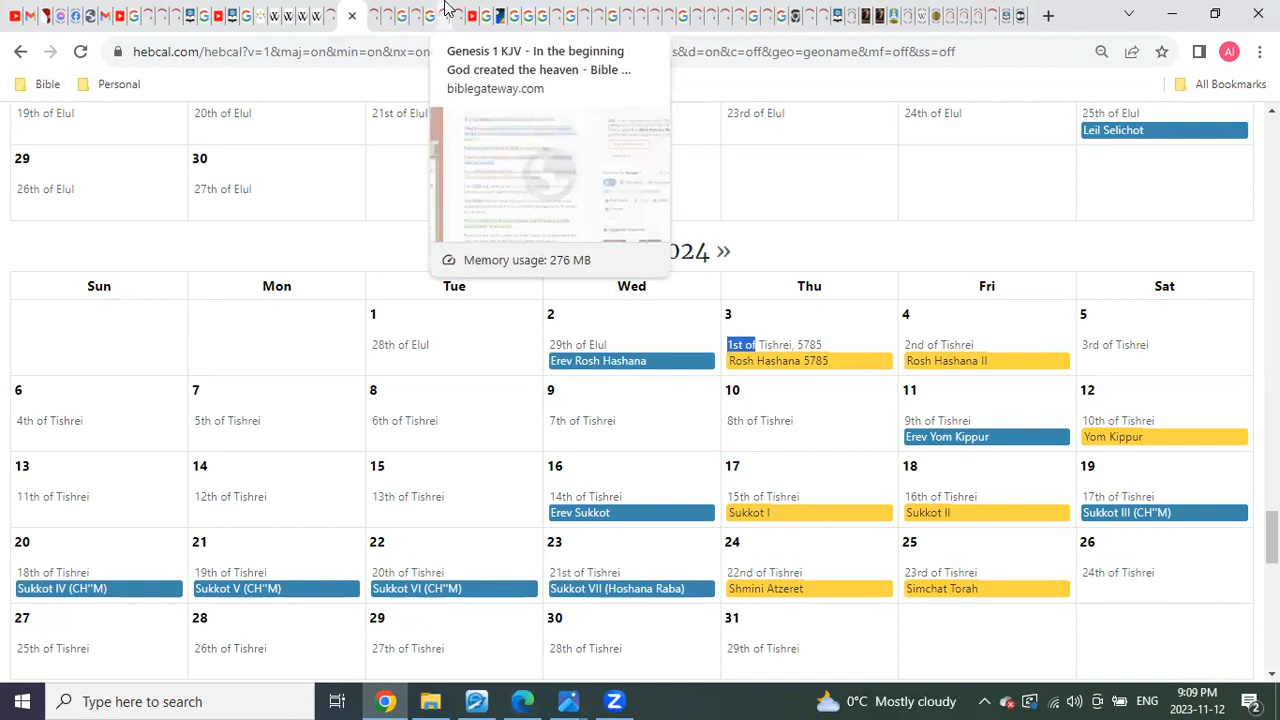 hebcal?v=1&maj=on&min=on&nx=on
s&d=on&c=off&geo=geoname&mf=off&ss=off
AI
Bible
Personal
All Bookmarks
Genesis 1 KJV - In the beginning
God created the heaven - Bible ...
biblegateway.com
Memory usage: 276 MB
19th of Elul
20th of Elul
21st of
23rd of Elul
24th of Elul
of Elul
Leil Selichot
29
30
26th of Elul
of Elul
024 »
Sun Mon Tue Wed Thu Fri Sat
1 2 3 4 5
28th of Elul
29th of Elul
1st of Tishrei, 5785
2nd of Tishrei
3rd of Tishrei
Erev Rosh Hashana
Rosh Hashana 5785
Rosh Hashana II
6 7 8 9 10 11 12
4th of Tishrei
5th of Tishrei
6th of Tishrei
7th of Tishrei
8th of Tishrei
9th of Tishrei
10th of Tishrei
Erev Yom Kippur
Yom Kippur
13 14 15 16 17 18 19
11th of Tishrei
12th of Tishrei
13th of Tishrei
14th of Tishrei
15th of Tishrei
16th of Tishrei
17th of Tishrei
Erev Sukkot
Sukkot I
Sukkot II
Sukkot III (CH''M)
20 21 22 23 24 25 26
18th of Tishrei
19th of Tishrei
20th of Tishrei
21st of Tishrei
22nd of Tishrei
23rd of Tishrei
24th of Tishrei
Sukkot IV (CH''M)
Sukkot V (CH''M)
Sukkot VI (CH''M)
Sukkot VII (Hoshana Raba)
Shmini Atzeret
Simchat Torah
27 28 29 30 31
25th of Tishrei
26th of Tishrei
27th of Tishrei
28th of Tishrei
29th of Tishrei
Type here to search
0°C Mostly cloudy
ENG
9:09 PM
2023-11-12
2